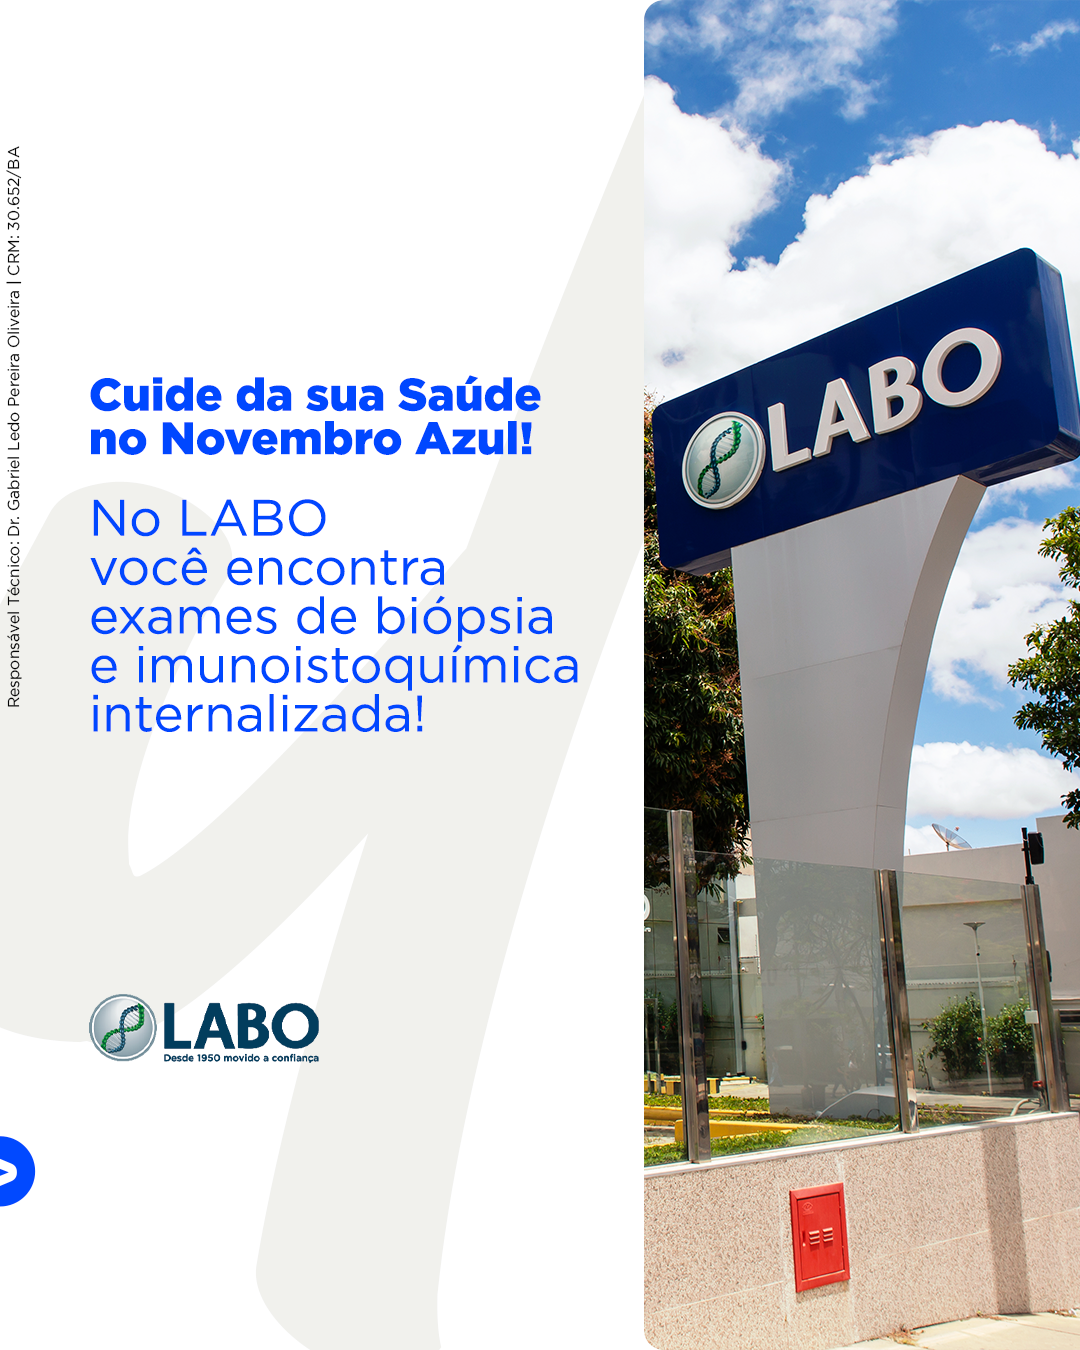 Responsável Técnico: Dr. Gabriel Ledo Pereira Oliveira | CRM: 30.652/BA
Cuide da sua Saúde
no Novembro Azul!
No LABO
você encontra
exames de biópsia
e imunoistoquímica
internalizada!
LABO
Desde 1950 movido a confiança
LABO